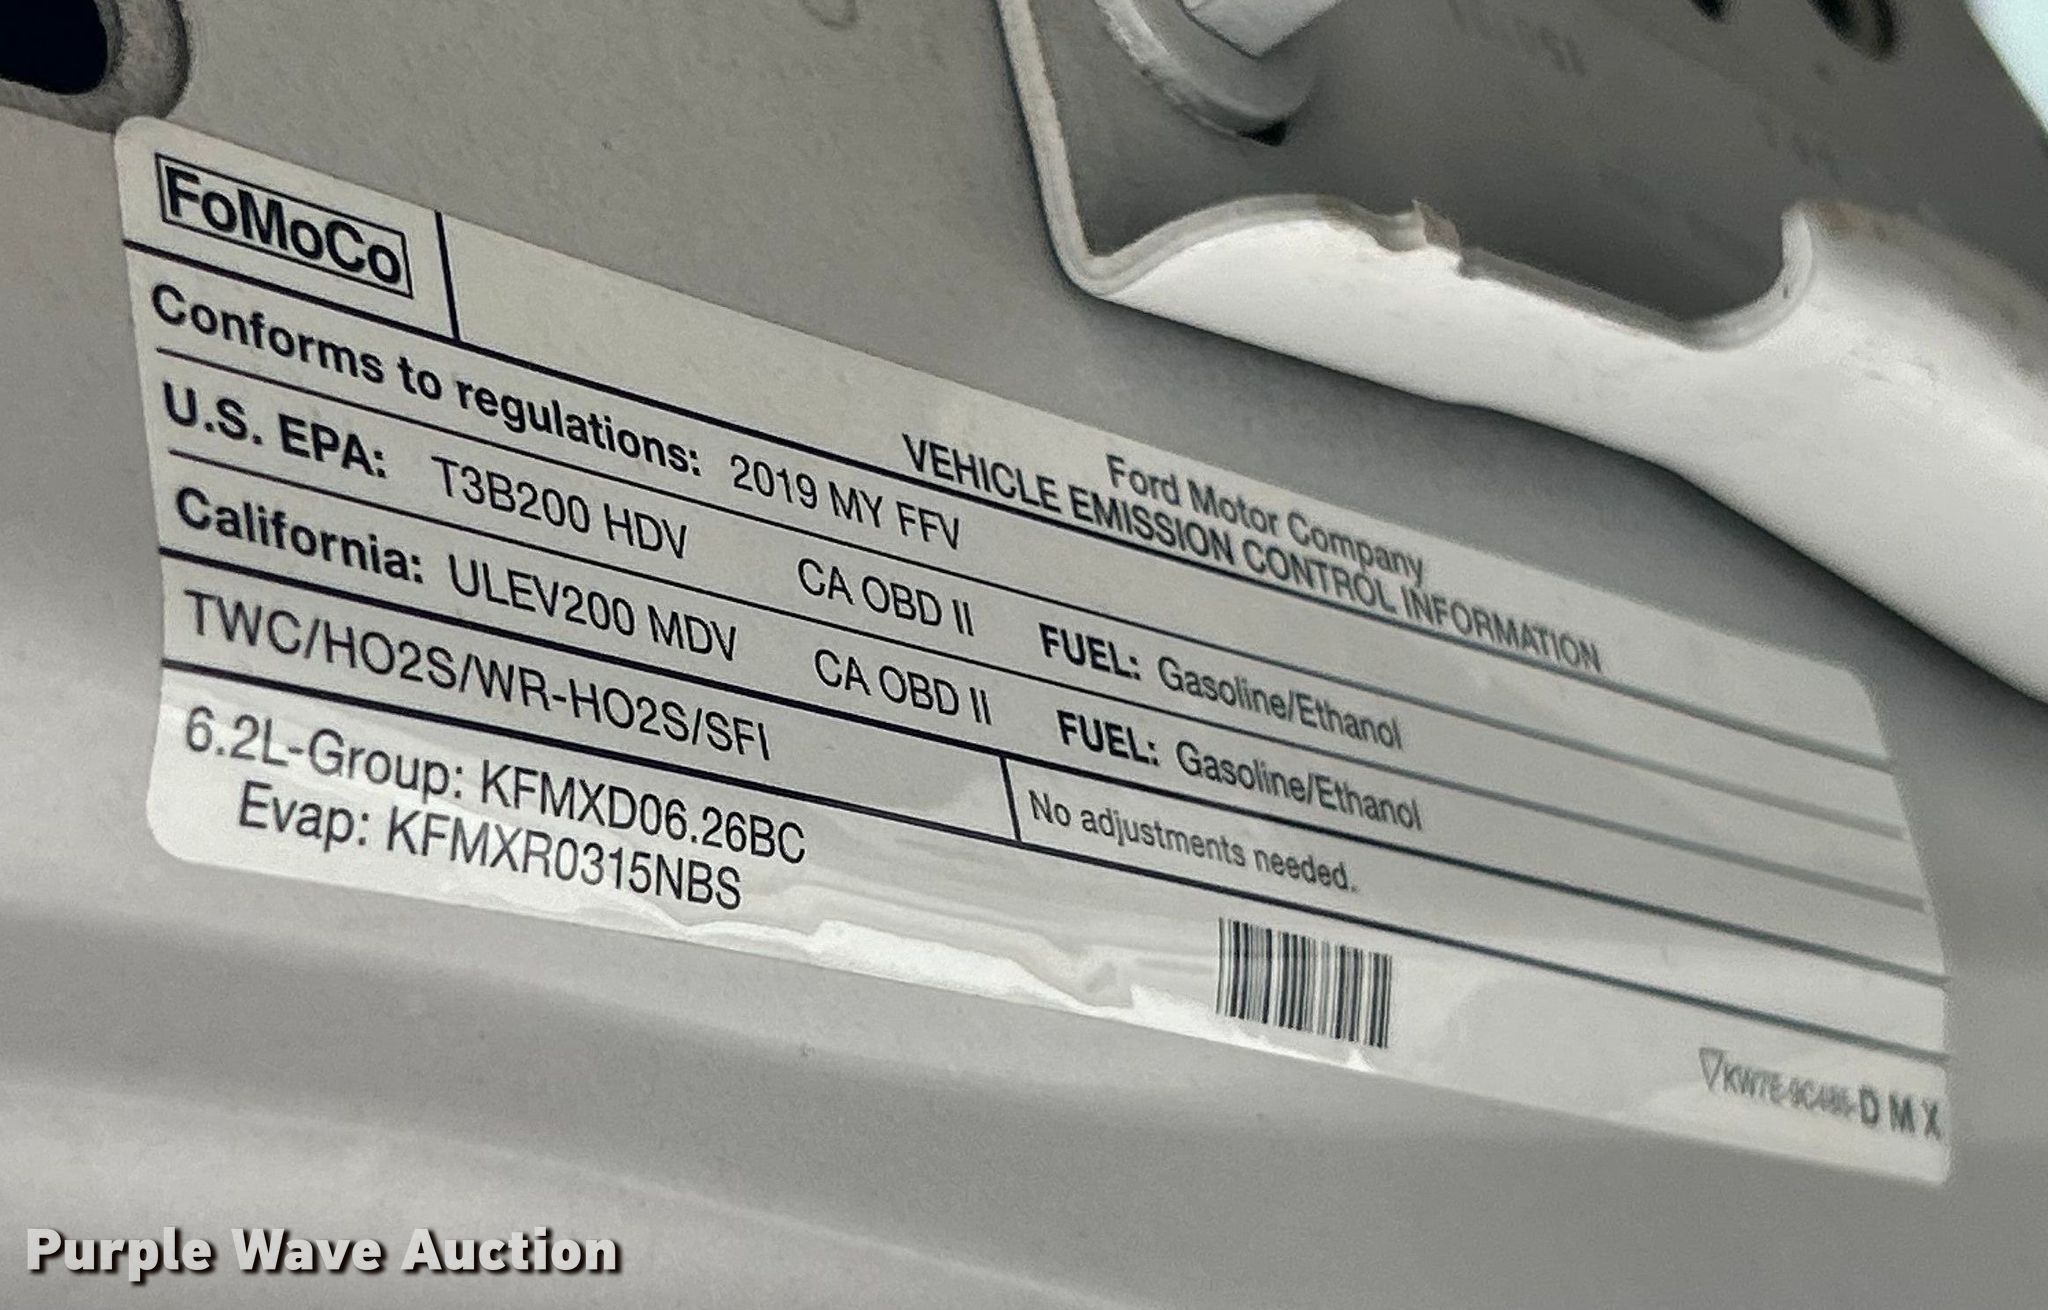 FoMoCo
Ford Motor Company
VEHICLE EMISSION CONTROL INFORMATION
Conforms to regulations: 2019 MY FFV
U.S. EPA: T3B200 HDV CA OBD II FUEL: Gasoline/Ethanol
California: ULEV200 MDV CA OBD II FUEL: Gasoline/Ethanol
TWC/HO2S/WR-HO2S/SFI
No adjustments needed.
6.2L-Group: KFMXD06.26BC
Evap: KFMXR0315NBS
DMX
Purple Wave Auction